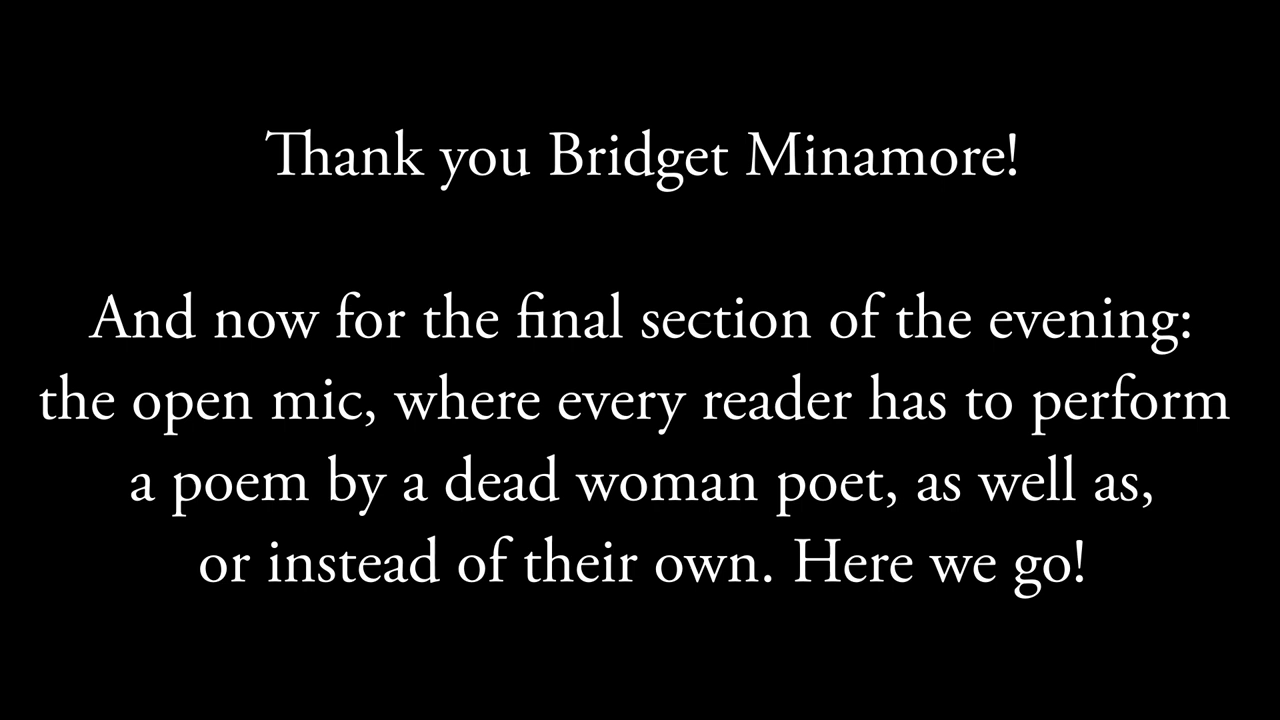 Thank you Bridget Minamore!
And now for the final section of the evening:
the open mic, where every reader has to perform
a poem by a dead woman poet, as well as,
or instead of their own. Here we go!